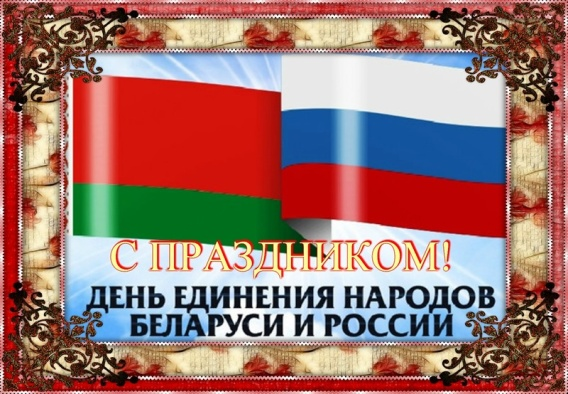 С ПРАЗДНИКОМ!
ДЕНЬ ЕДИНЕНИЯ НАРОДОВ
БЕЛАРУСИ И РОССИИ